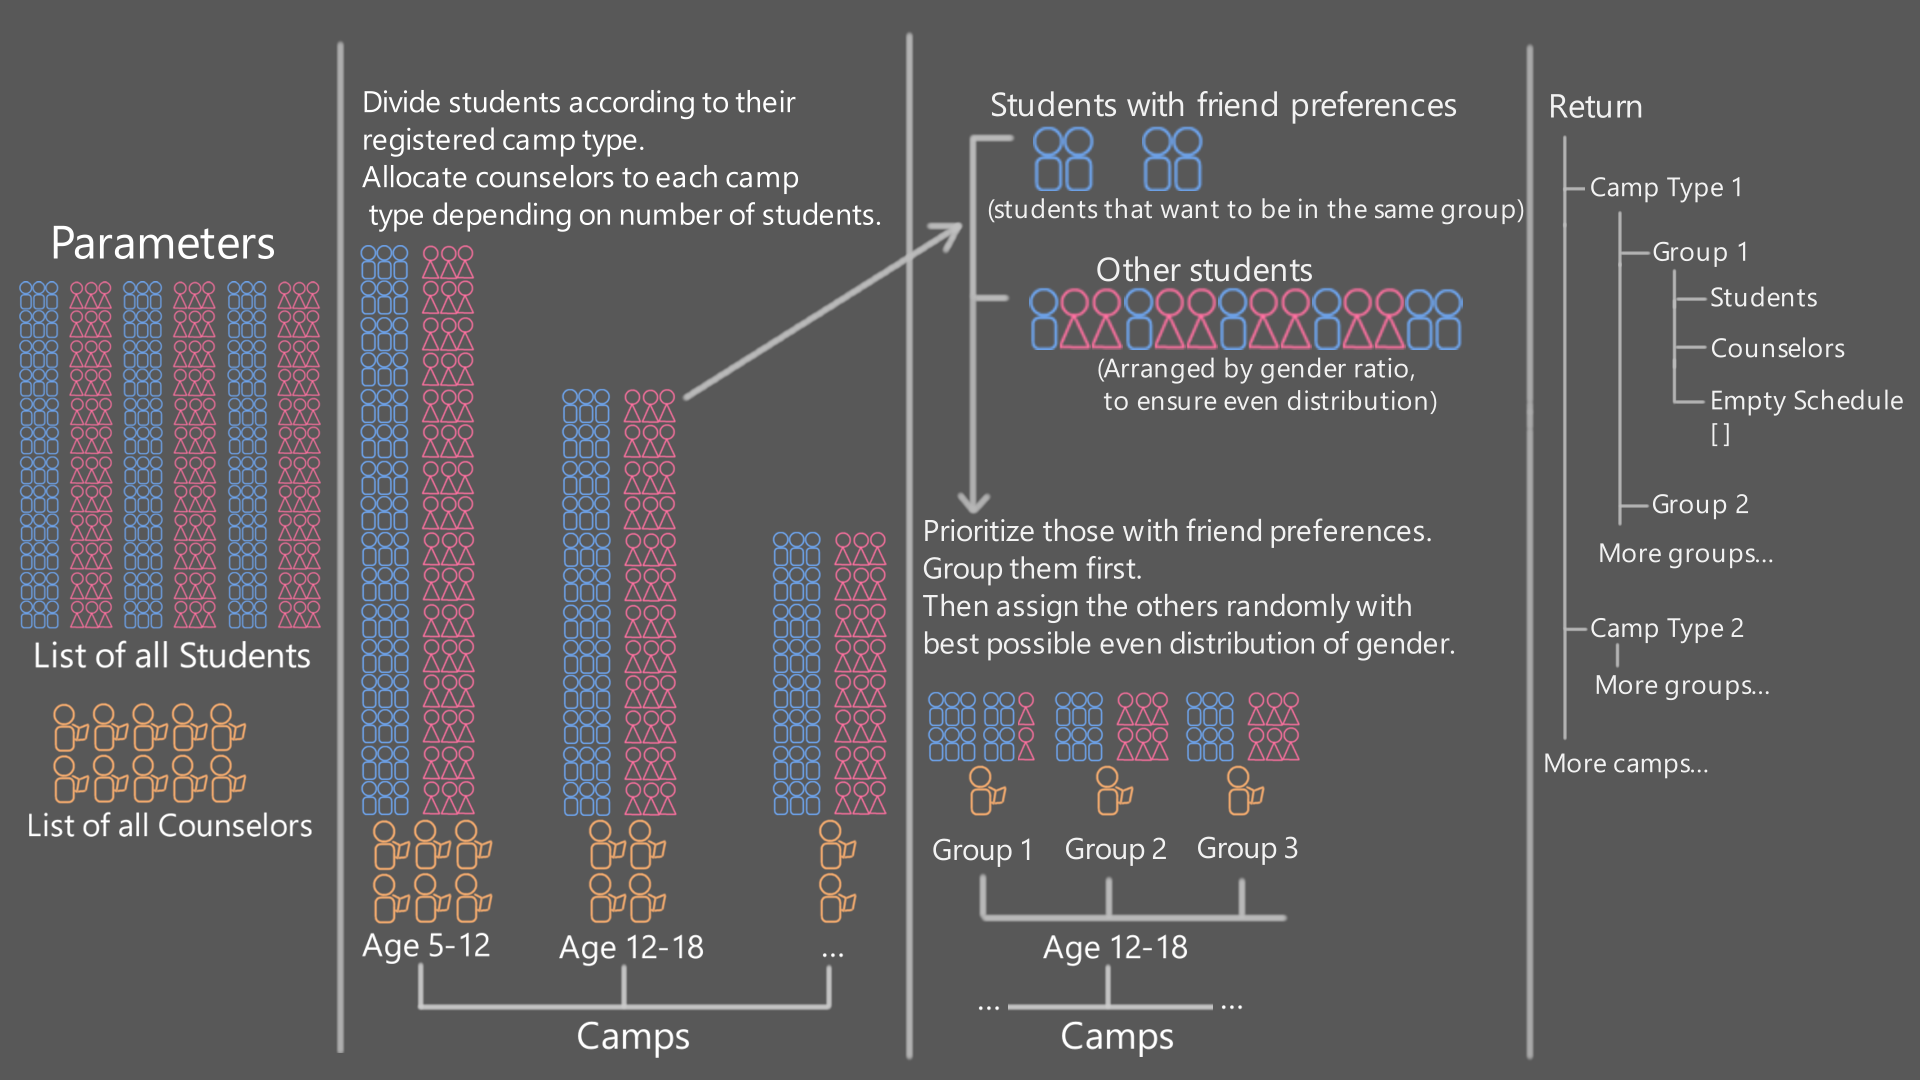 Parameters
List of all Students
List of all Counselors
Divide students according to their
registered camp type.
Allocate counselors to each camp
type depending on number of students.
Age 5-12
Age 12-18
...
Camps
Students with friend preferences
(students that want to be in the same group)
Other students
(Arranged by gender ratio,
to ensure even distribution)
Prioritize those with friend preferences.
Group them first.
Then assign the others randomly with
best possible even distribution of gender.
Group 1
Group 2
Group 3
Age 12-18
...
...
Camps
Return
Camp Type 1
Group 1
Students
Counselors
Empty Schedule
[ ]
Group 2
More groups...
Camp Type 2
More groups...
More camps...